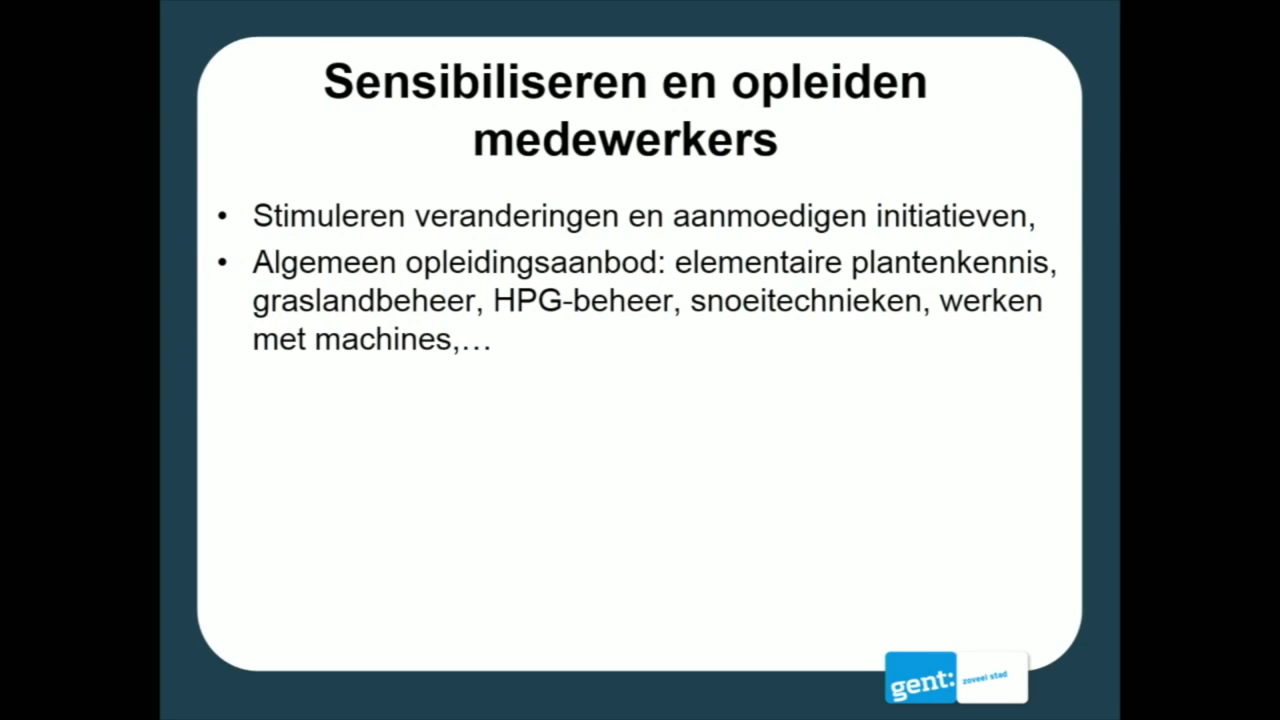 Sensibiliseren en opleiden
medewerkers
• Stimuleren veranderingen en aanmoedigen initiatieven,
• Algemeen opleidingsaanbod: elementaire plantenkennis,
graslandbeheer, HPG-beheer, snoeitechnieken, werken
met machines,…
gent: zoveel stad